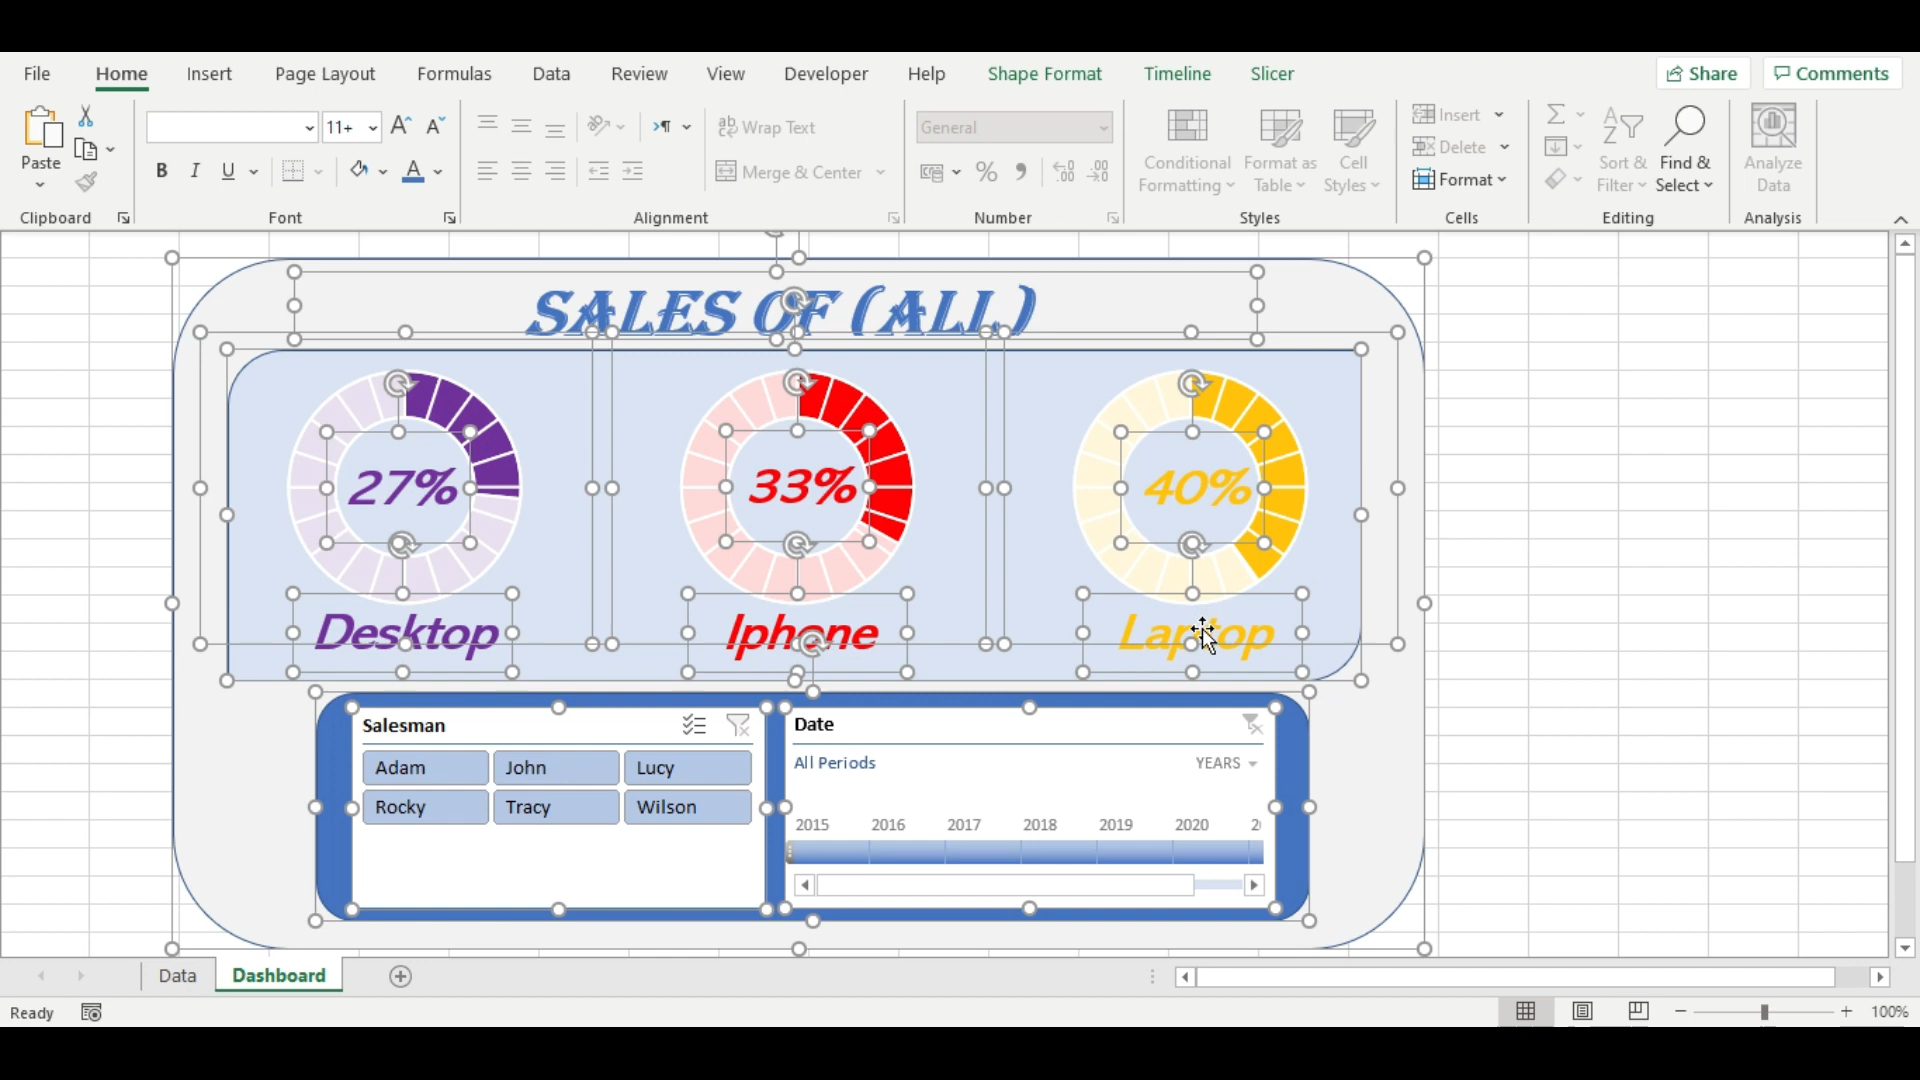 File Home Insert Page Layout Formulas Data Review View Developer Help Shape Format Timeline Slicer Share Comments
11+ A A ab Wrap Text General Insert Σ A Z
Paste B I U A Merge & Center % , Conditional Formatting Format as Table Cell Styles Delete Format Sort & Filter Find & Select Analyze Data
Clipboard Font Alignment Number Styles Cells Editing Analysis
SALES OF (ALL)
27% 33% 40%
Desktop Iphone Laptop
Salesman Date
All Periods YEARS
Adam John Lucy
Rocky Tracy Wilson
2015 2016 2017 2018 2019 2020
Data Dashboard
Ready 100%